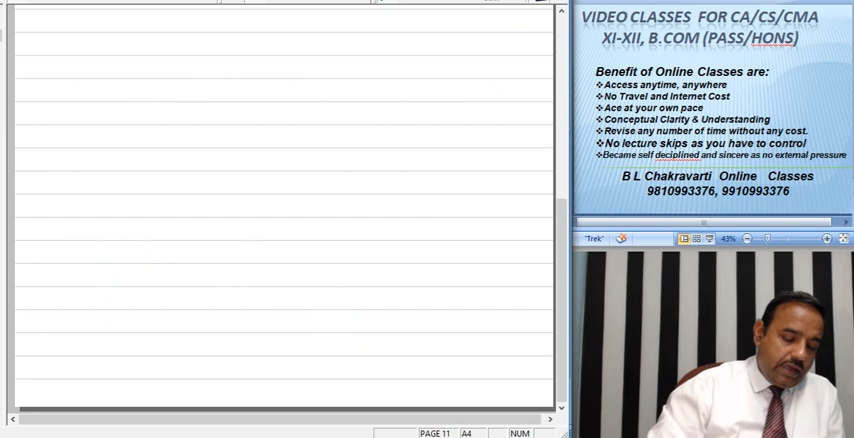 VIDEO CLASSES FOR CA/CS/CMA
XI-XII, B.COM (PASS/HONS)
Benefit of Online Classes are:
❖Access anytime, anywhere
❖No Travel and Internet Cost
❖Ace at your own pace
❖Conceptual Clarity & Understanding
❖Revise any number of time without any cost.
❖No lecture skips as you have to control
❖Became self deciplined and sincere as no external pressure
B L Chakravarti Online Classes
9810993376, 9910993376
"Trek" 43%
PAGE 11 A4 NUM